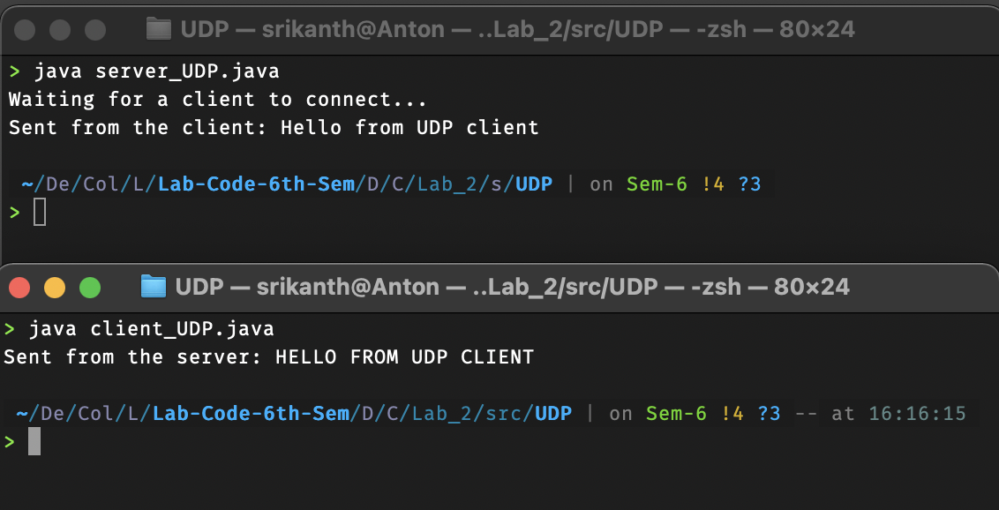 UDP — srikanth@Anton — ..Lab_2/src/UDP — -zsh — 80×24
> java server_UDP.java
Waiting for a client to connect...
Sent from the client: Hello from UDP client
~/De/Col/L/Lab-Code-6th-Sem/D/C/Lab_2/s/UDP | on Sem-6 !4 ?3
>
UDP — srikanth@Anton — ..Lab_2/src/UDP — -zsh — 80×24
> java client_UDP.java
Sent from the server: HELLO FROM UDP CLIENT
~/De/Col/L/Lab-Code-6th-Sem/D/C/Lab_2/src/UDP | on Sem-6 !4 ?3 -- at 16:16:15
>